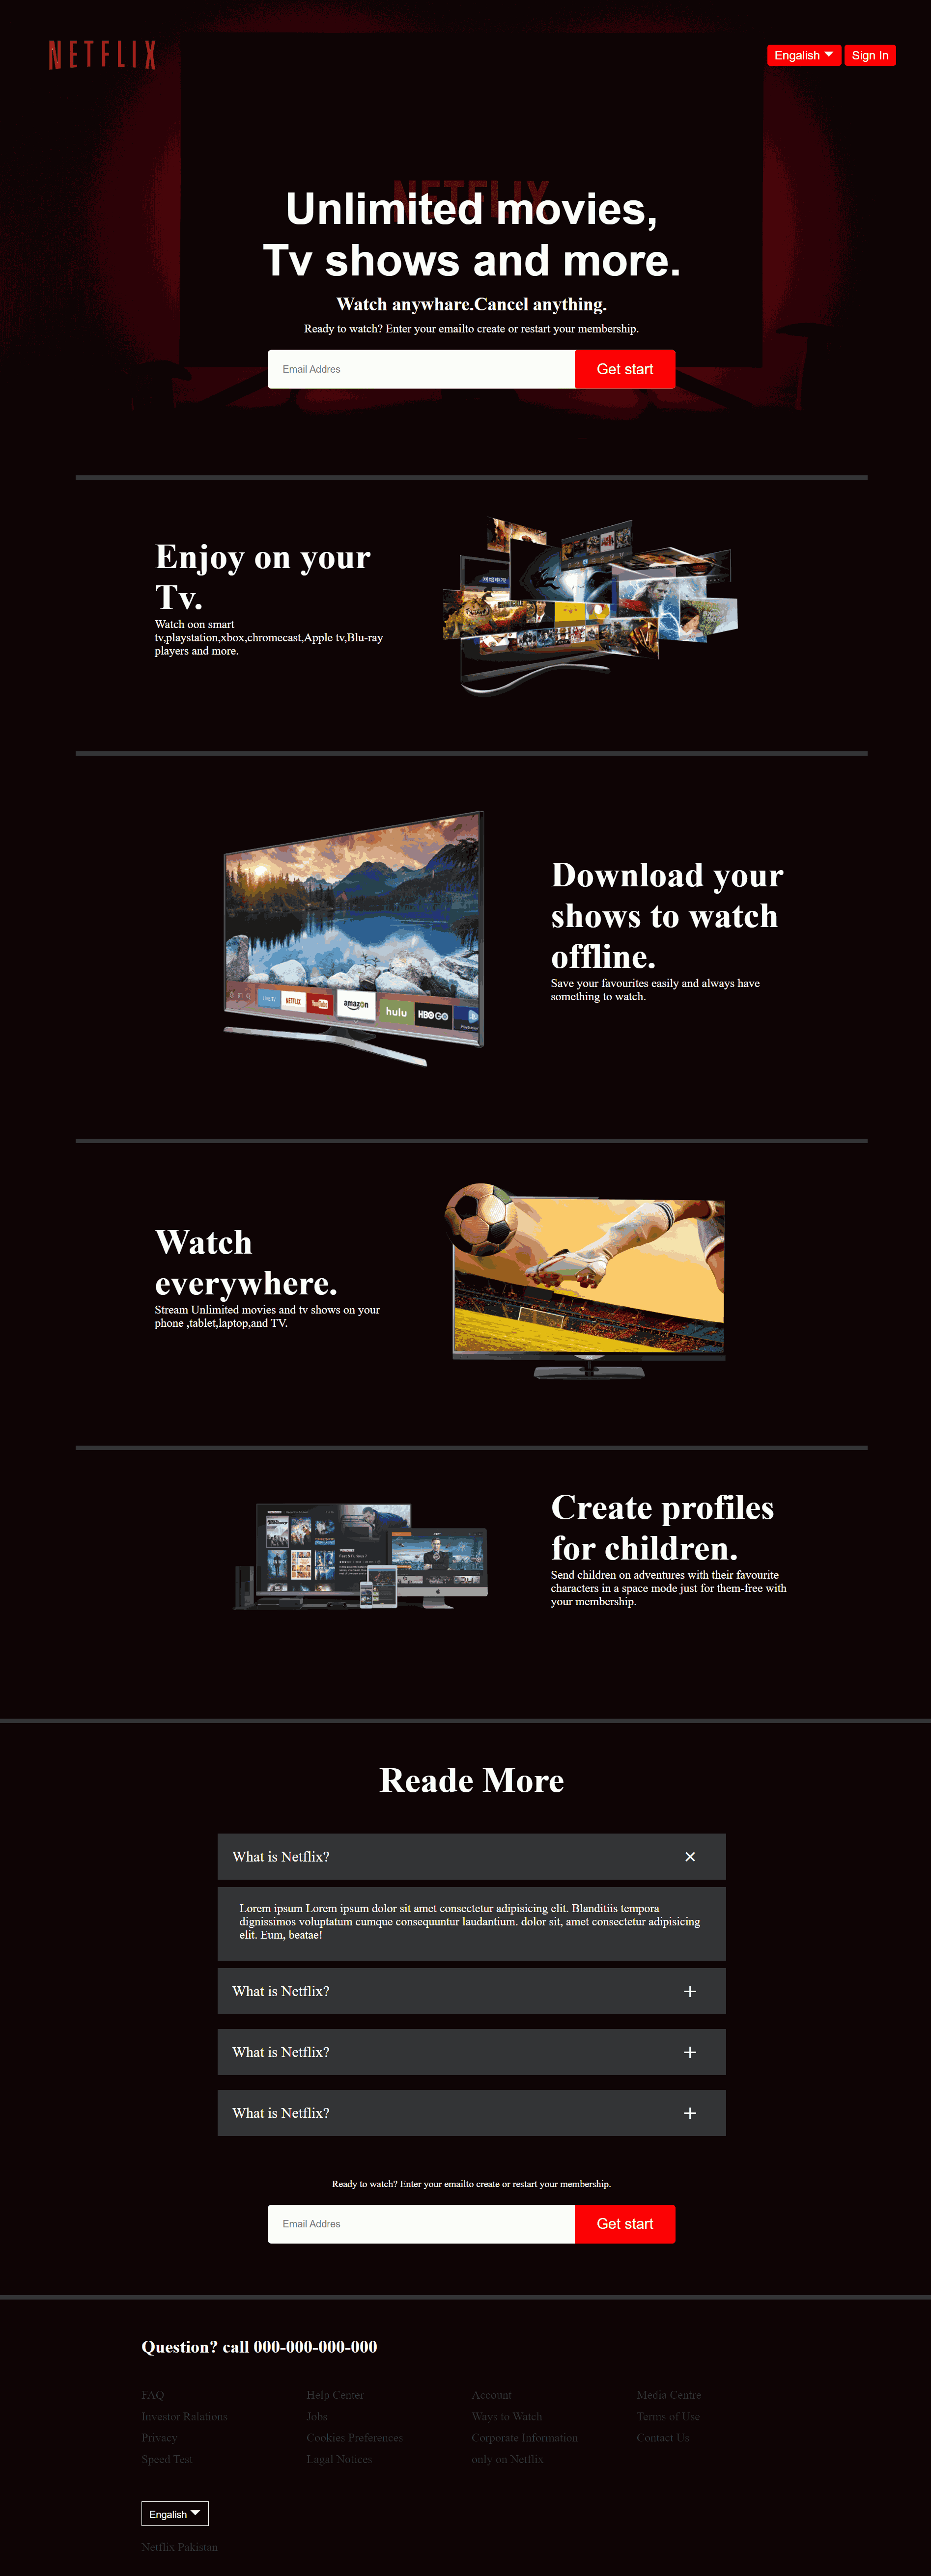 NETFLIX
Engalish
Sign In
NETFLIX
Unlimited movies,
Tv shows and more.
Watch anywhare.Cancel anything.
Ready to watch? Enter your emailto create or restart your membership.
Email Addres
Get start
Enjoy on your
Tv.
Watch oon smart
tv,playstation,xbox,chromecast,Apple tv,Blu-ray
players and more.
NETFLIX
YouTube
amazon
hulu
HBO GO
Download your
shows to watch
offline.
Save your favourites easily and always have
something to watch.
Watch
everywhere.
Stream Unlimited movies and tv shows on your
phone ,tablet,laptop,and TV.
Create profiles
for children.
Send children on adventures with their favourite
characters in a space mode just for them-free with
your membership.
Reade More
What is Netflix?
Lorem ipsum Lorem ipsum dolor sit amet consectetur adipisicing elit. Blanditiis tempora
dignissimos voluptatum cumque consequuntur laudantium. dolor sit, amet consectetur adipisicing
elit. Eum, beatae!
What is Netflix?
What is Netflix?
What is Netflix?
Ready to watch? Enter your emailto create or restart your membership.
Email Addres
Get start
Question? call 000-000-000-000
FAQ
Help Center
Account
Media Centre
Investor Ralations
Jobs
Ways to Watch
Terms of Use
Privacy
Cookies Preferences
Corporate Information
Contact Us
Speed Test
Lagal Notices
only on Netflix
Engalish
Netflix Pakistan